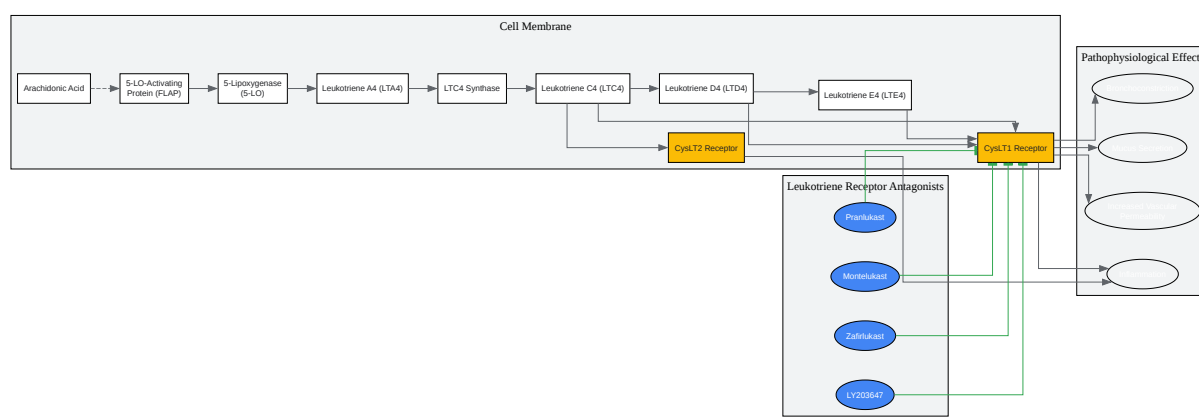 Cell Membrane
Pathophysiological Effect
Arachidonic Acid
5-LO-Activating
Protein (FLAP)
5-Lipoxygenase
(5-LO)
Leukotriene A4 (LTA4)
LTC4 Synthase
Leukotriene C4 (LTC4)
Leukotriene D4 (LTD4)
Leukotriene E4 (LTE4)
CysLT2 Receptor
CysLT1 Receptor
Leukotriene Receptor Antagonists
Pranlukast
Montelukast
Zafirlukast
LY203647